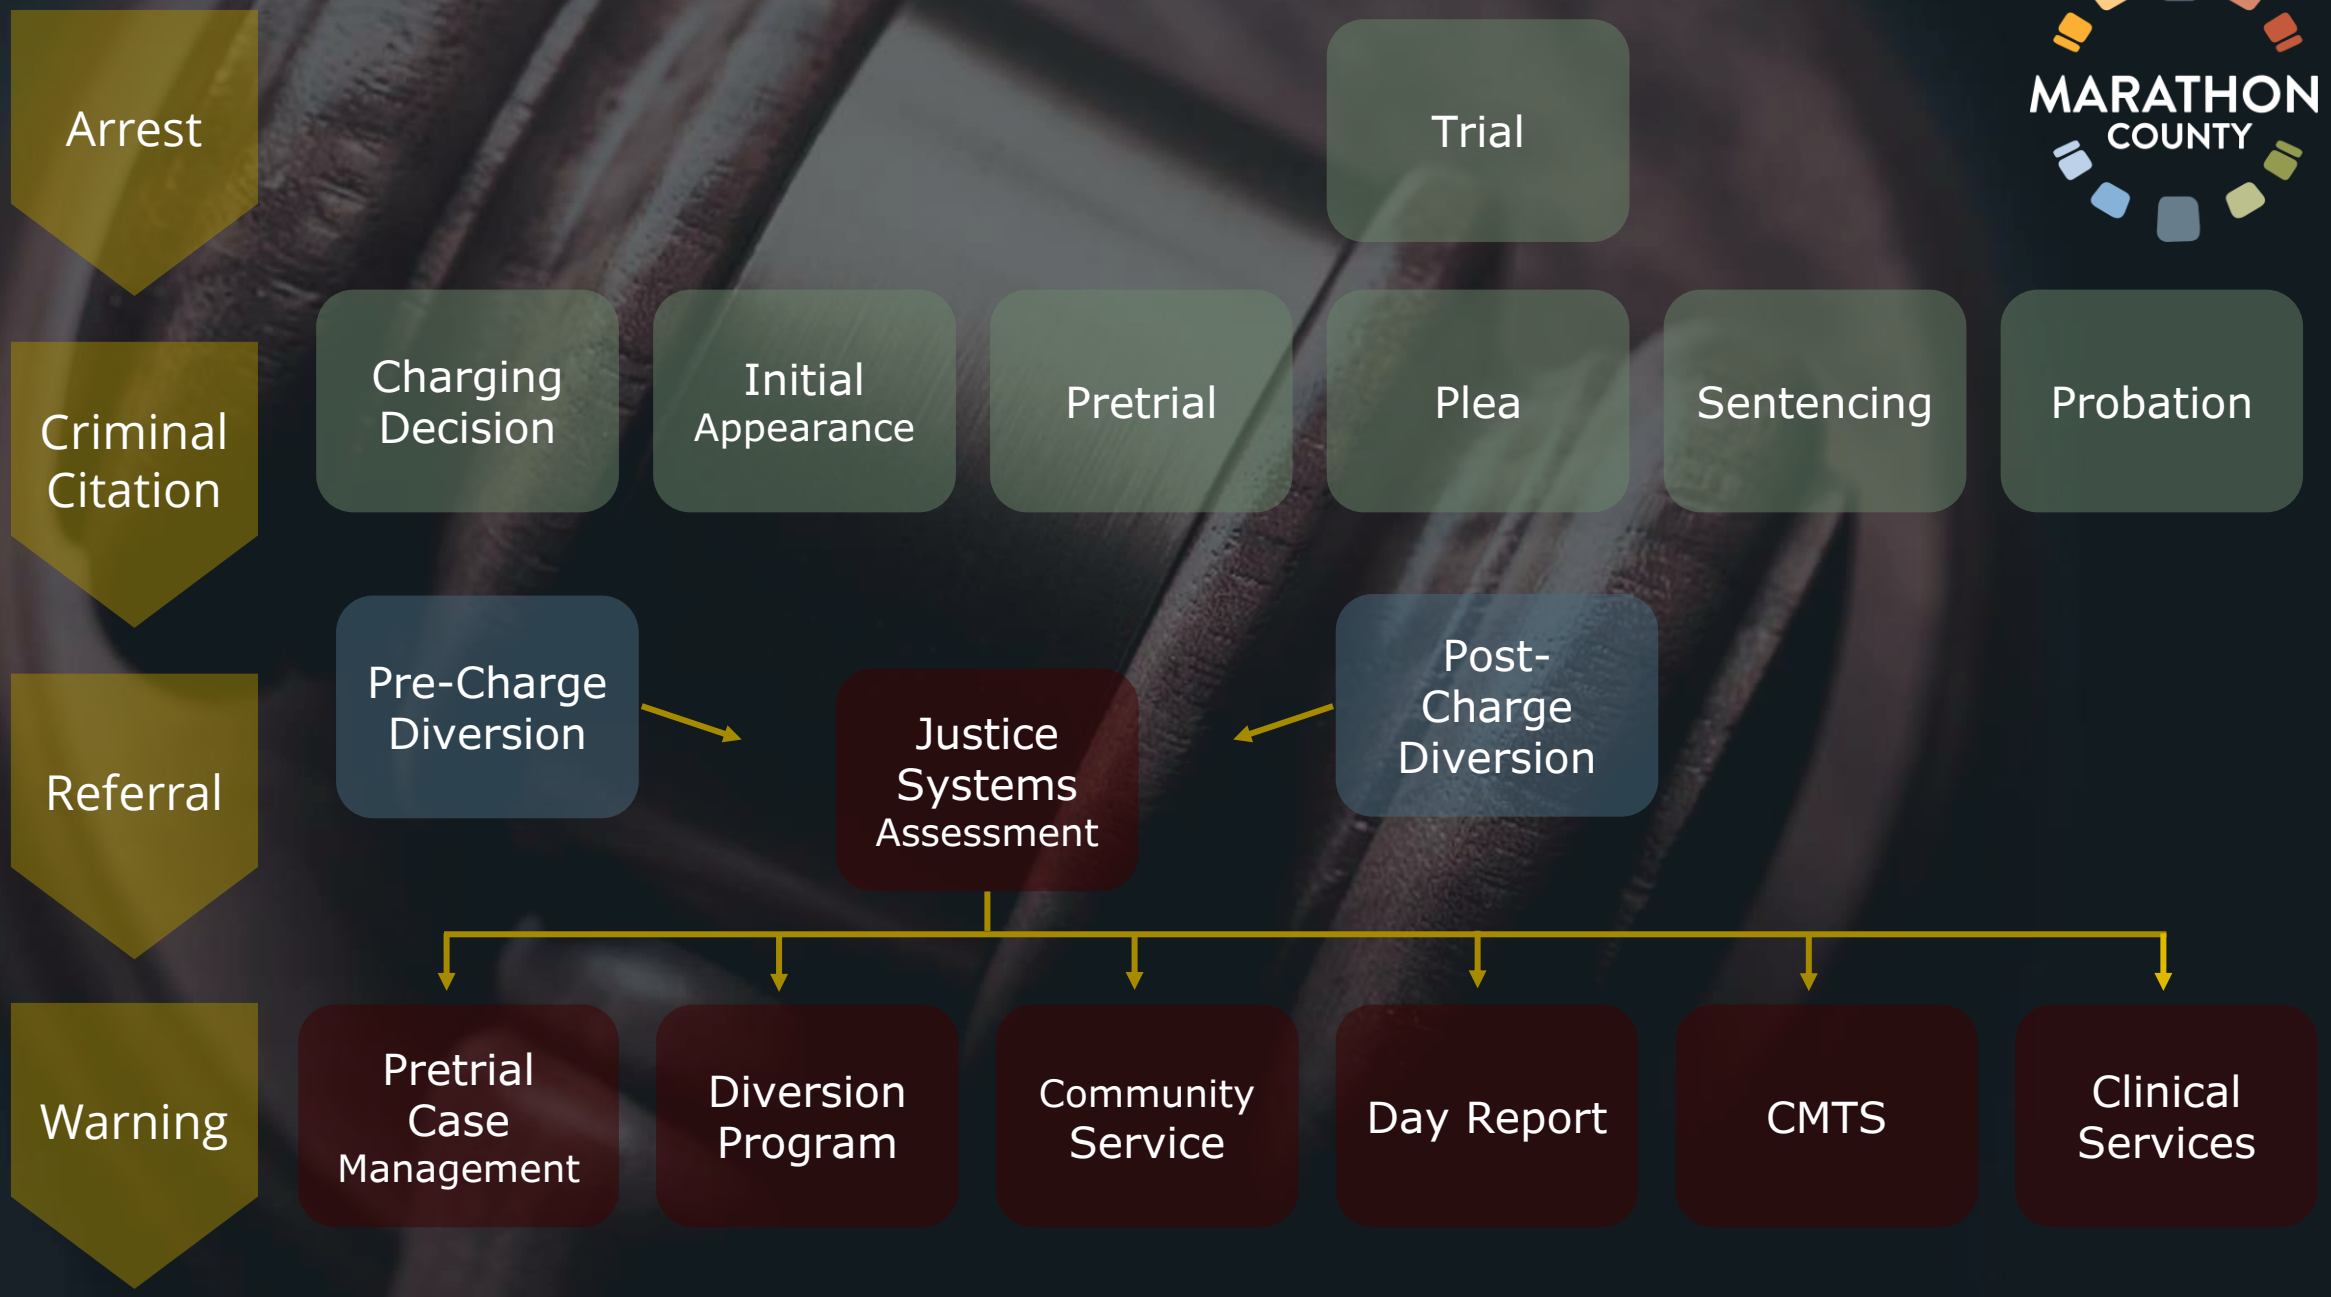 Arrest
Trial
MARATHON
COUNTY
Charging
Decision
Initial
Appearance
Pretrial
Plea
Sentencing
Probation
Criminal
Citation
Pre-Charge
Diversion
Justice
Systems
Assessment
Post-
Charge
Diversion
Referral
Pretrial
Case
Management
Diversion
Program
Community
Service
Day Report
CMTS
Clinical
Services
Warning